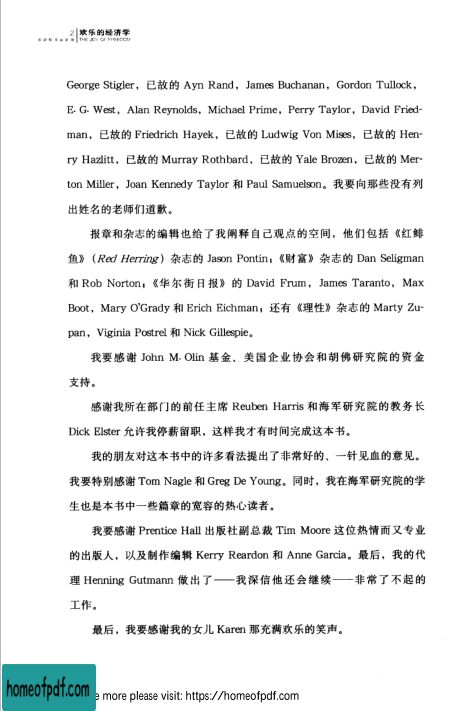 2 欢乐的经济学
THE JOY OF FREEDOM
George Stigler，已故的 Ayn Rand，James Buchanan，Gordon Tullock，
E. G. West，Alan Reynolds，Michael Prime，Perry Taylor，David Fried-
man，已故的 Friedrich Hayek，已故的 Ludwig Von Mises，已故的 Hen-
ry Hazlitt，已故的 Murray Rothbard，已故的 Yale Brozen，已故的 Mer-
ton Miller，Joan Kennedy Taylor 和 Paul Samuelson。我要向那些没有列
出姓名的老师们道歉。
报章和杂志的编辑也给了我阐释自己观点的空间，他们包括《红鲱
鱼》（Red Herring）杂志的 Jason Pontin；《财富》杂志的 Dan Seligman
和 Rob Norton；《华尔街日报》的 David Frum，James Taranto，Max
Boot，Mary O'Grady 和 Erich Eichman；还有《理性》杂志的 Marty Zu-
pan，Viginia Postrel 和 Nick Gillespie。
我要感谢 John M. Olin 基金、美国企业协会和胡佛研究院的资金
支持。
感谢我所在部门的前任主席 Reuben Harris 和海军研究院的教务长
Dick Elster 允许我停薪留职，这样我才有时间完成这本书。
我的朋友对这本书中的许多看法提出了非常好的、一针见血的意见。
我要特别感谢 Tom Nagle 和 Greg De Young。同时，我在海军研究院的学
生也是本书中一些篇章的宽容的热心读者。
我要感谢 Prentice Hall 出版社副总裁 Tim Moore 这位热情而又专业
的出版人，以及制作编辑 Kerry Reardon 和 Anne Garcia。最后，我的代
理 Henning Gutmann 做出了——我深信他还会继续——非常了不起的
工作。
最后，我要感谢我的女儿 Karen 那充满欢乐的笑声。
homeofpdf.com
e more please visit: https://homeofpdf.com